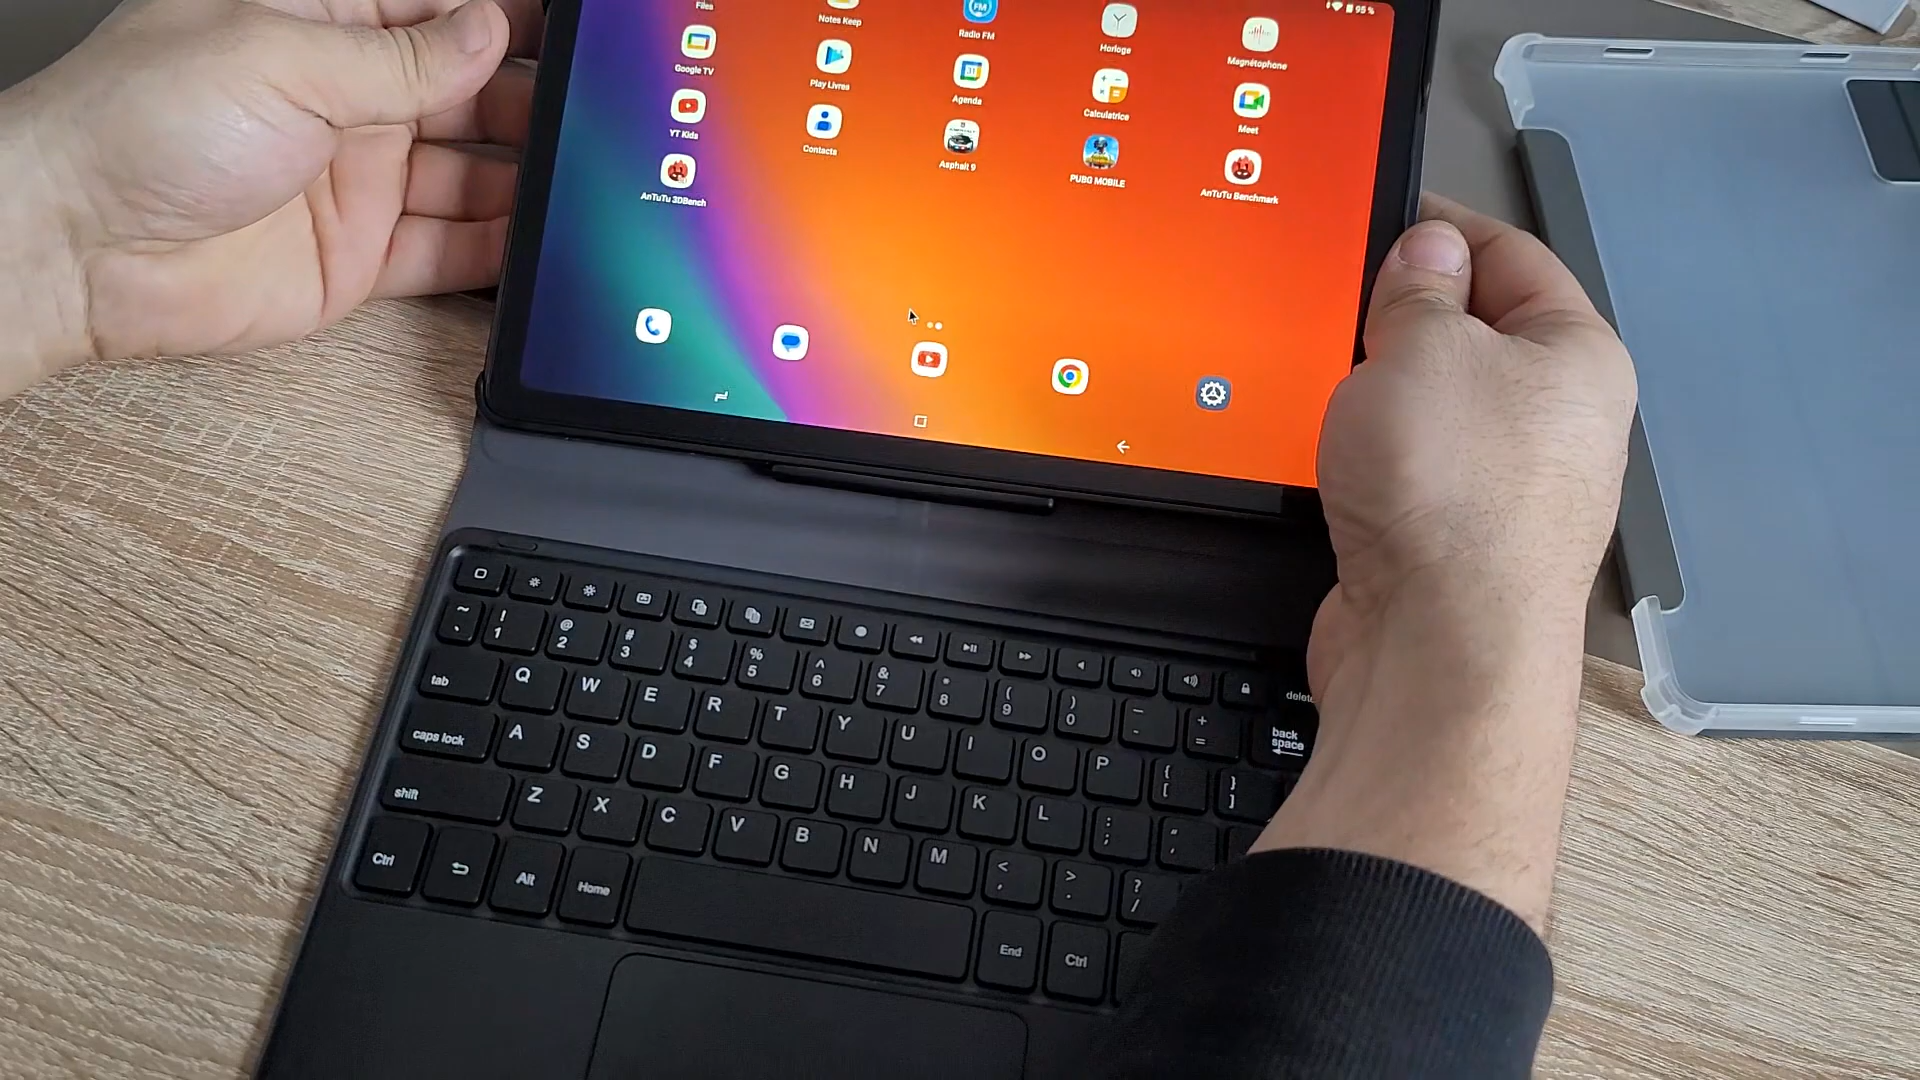 95 %
Files
Notes Keep
Radio FM
Horloge
Magnétophone
Google TV
Play Livres
Agenda
Calculatrice
Meet
YT Kids
Contacts
Asphalt 9
PUBG MOBILE
AnTuTu Benchmark
AnTuTu 3DBench
FM
31
~ ! @ # $ % ^ & * ( ) _ +
` 1 2 3 4 5 6 7 8 9 0 - =
delete
back space
tab Q W E R T Y U I O P { [ } ]
caps lock A S D F G H J K L : ; " '
shift Z X C V B N M < , > . ? /
Ctrl Alt Home End Ctrl